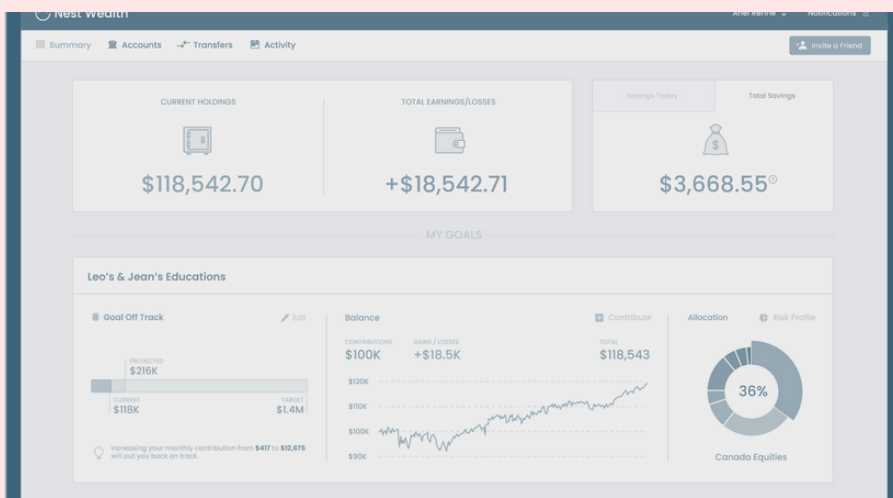 Nest Wealth
Ariel Renne
Notifications
Summary
Accounts
Transfers
Activity
Invite a Friend
CURRENT HOLDINGS
$118,542.70
TOTAL EARNINGS/LOSSES
+$18,542.71
Savings Today
Total Savings
$3,668.55
MY GOALS
Leo's & Jean's Educations
Goal Off Track
Edit
PROJECTED
$216K
CURRENT
$118K
TARGET
$1.4M
Increasing your monthly contribution from $417 to $12,675
will put you back on track.
Balance
Contribute
CONTRIBUTIONS
$100K
GAINS / LOSSES
+$18.5K
TOTAL
$118,543
$120K
$110K
$100K
$90K
Allocation
Risk Profile
36%
Canada Equities